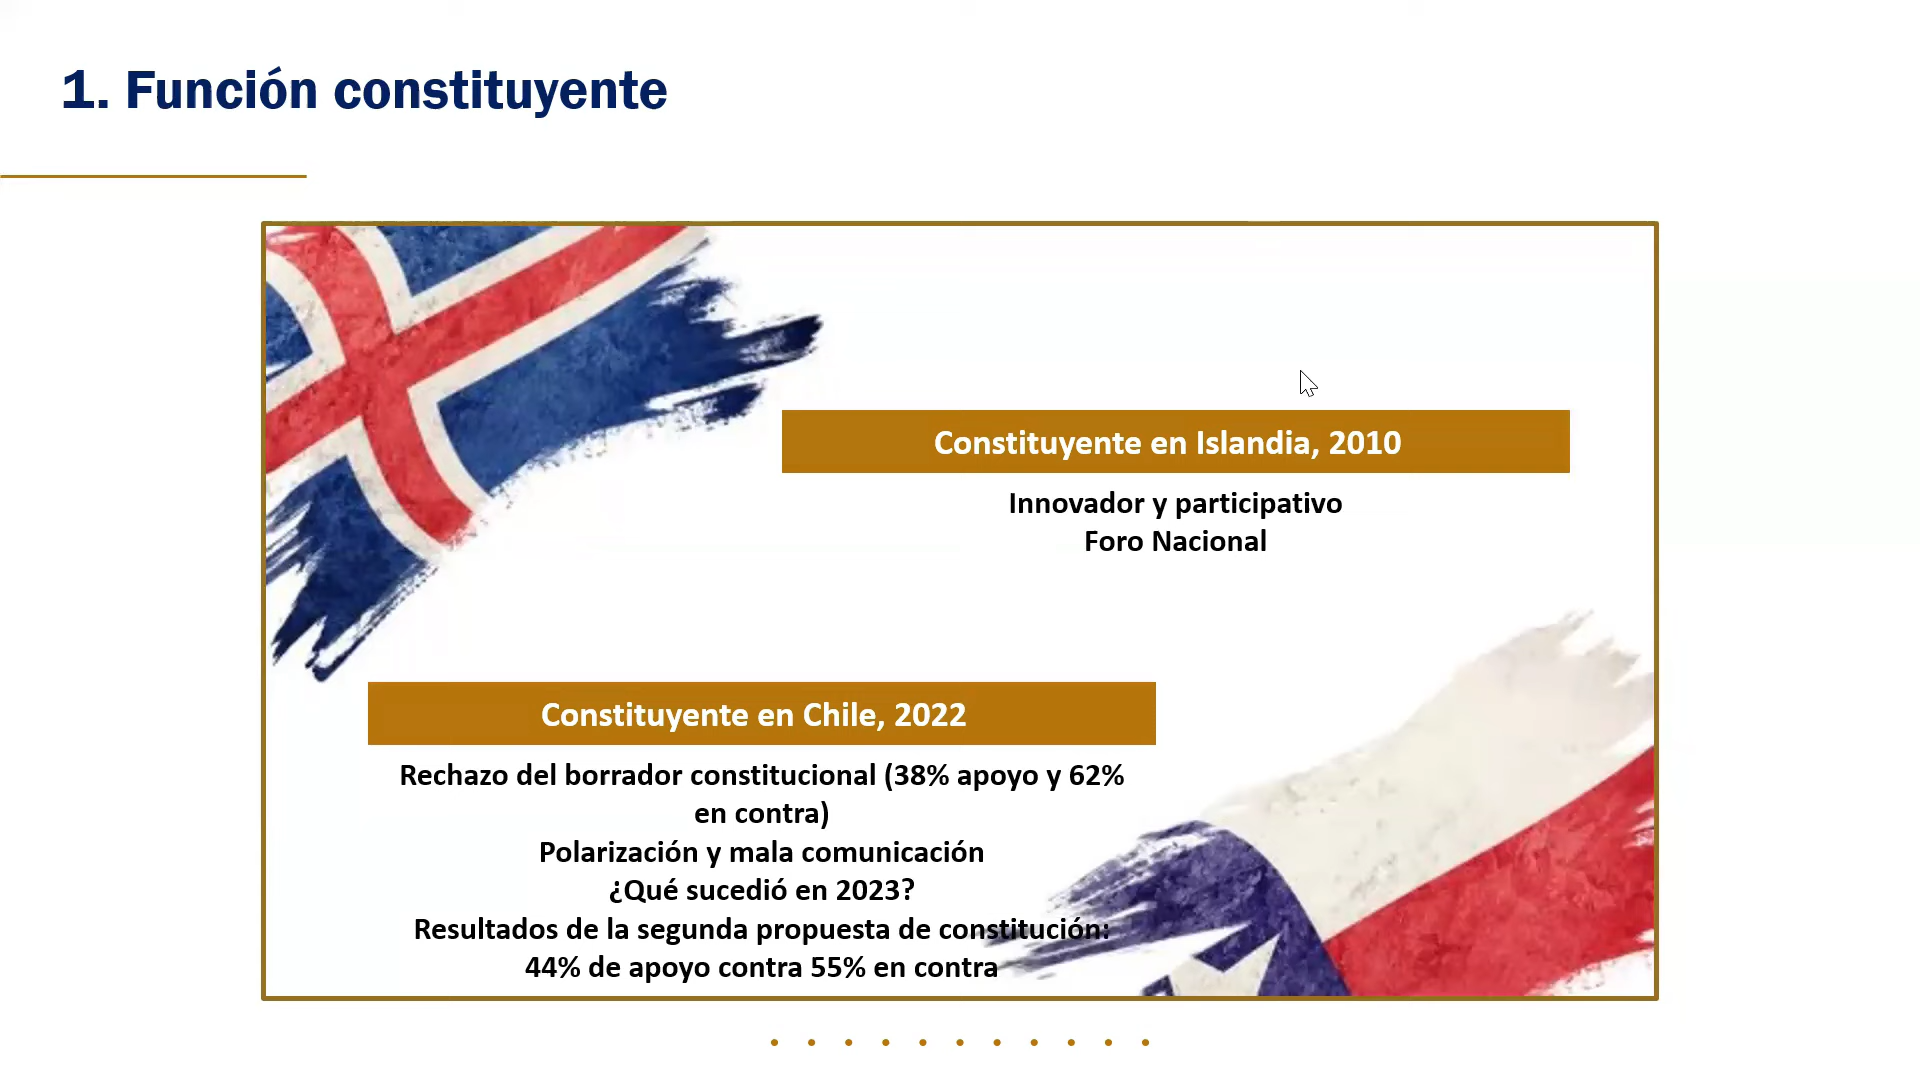 1. Función constituyente
Constituyente en Islandia, 2010
Innovador y participativo
Foro Nacional
Constituyente en Chile, 2022
Rechazo del borrador constitucional (38% apoyo y 62%
en contra)
Polarización y mala comunicación
¿Qué sucedió en 2023?
Resultados de la segunda propuesta de constitución:
44% de apoyo contra 55% en contra